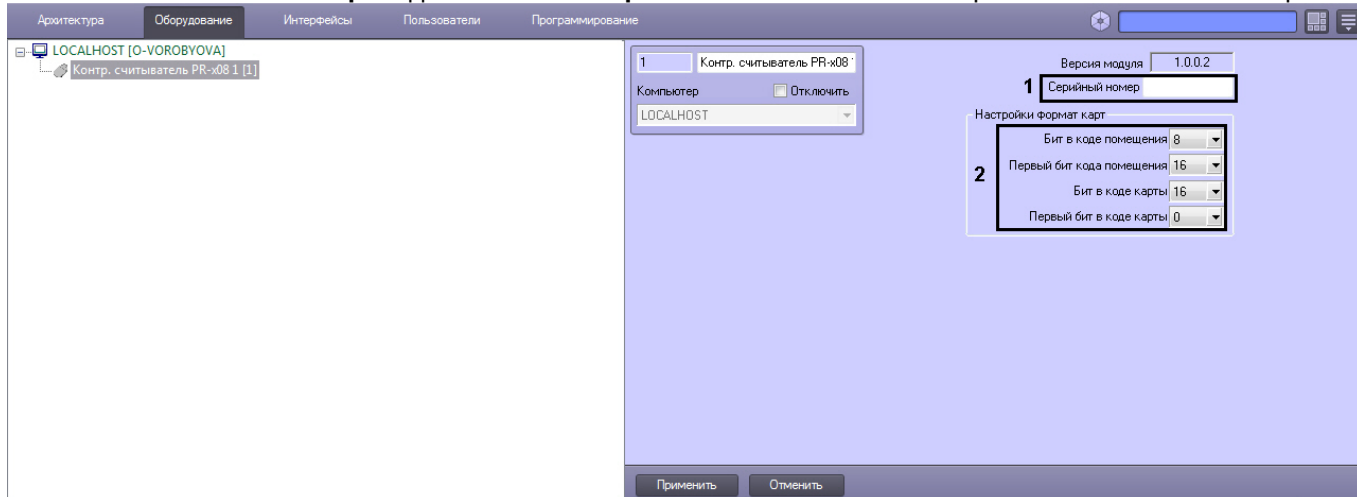 Архитектура Оборудование Интерфейсы Пользователи Программирование
LOCALHOST [O-VOROBYOVA]
Контр. считыватель PR-x08 1 [1]
1 Контр. считыватель PR-x08
Компьютер Отключить
LOCALHOST
Версия модуля 1.0.0.2
1 Серийный номер
Настройки формат карт
2
Бит в коде помещения 8
Первый бит кода помещения 16
Бит в коде карты 16
Первый бит в коде карты 0
Применить Отменить